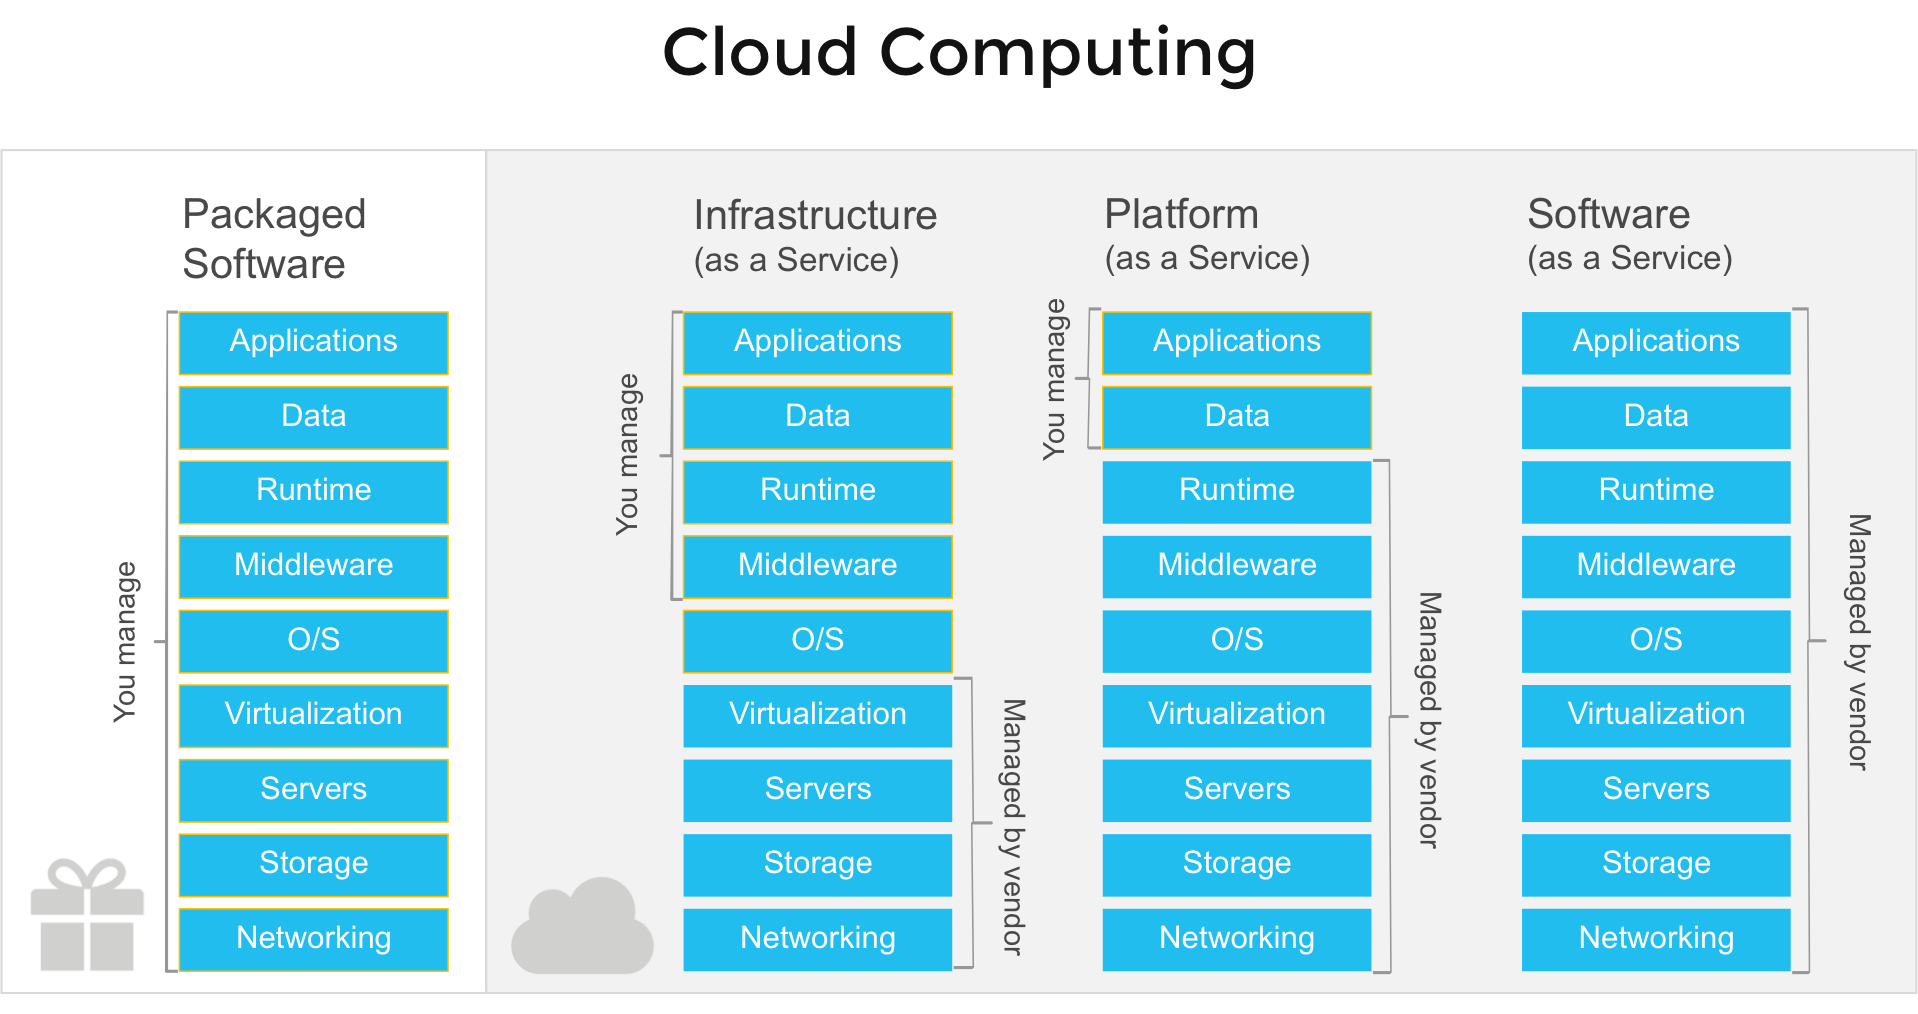 Cloud Computing
Packaged
Software
You manage
Applications
Data
Runtime
Middleware
O/S
Virtualization
Servers
Storage
Networking
Infrastructure
(as a Service)
You manage
Applications
Data
Runtime
Middleware
O/S
Virtualization
Servers
Storage
Networking
Managed by vendor
Platform
(as a Service)
You manage
Applications
Data
Runtime
Middleware
O/S
Virtualization
Servers
Storage
Networking
Managed by vendor
Software
(as a Service)
Applications
Data
Runtime
Middleware
O/S
Virtualization
Servers
Storage
Networking
Managed by vendor